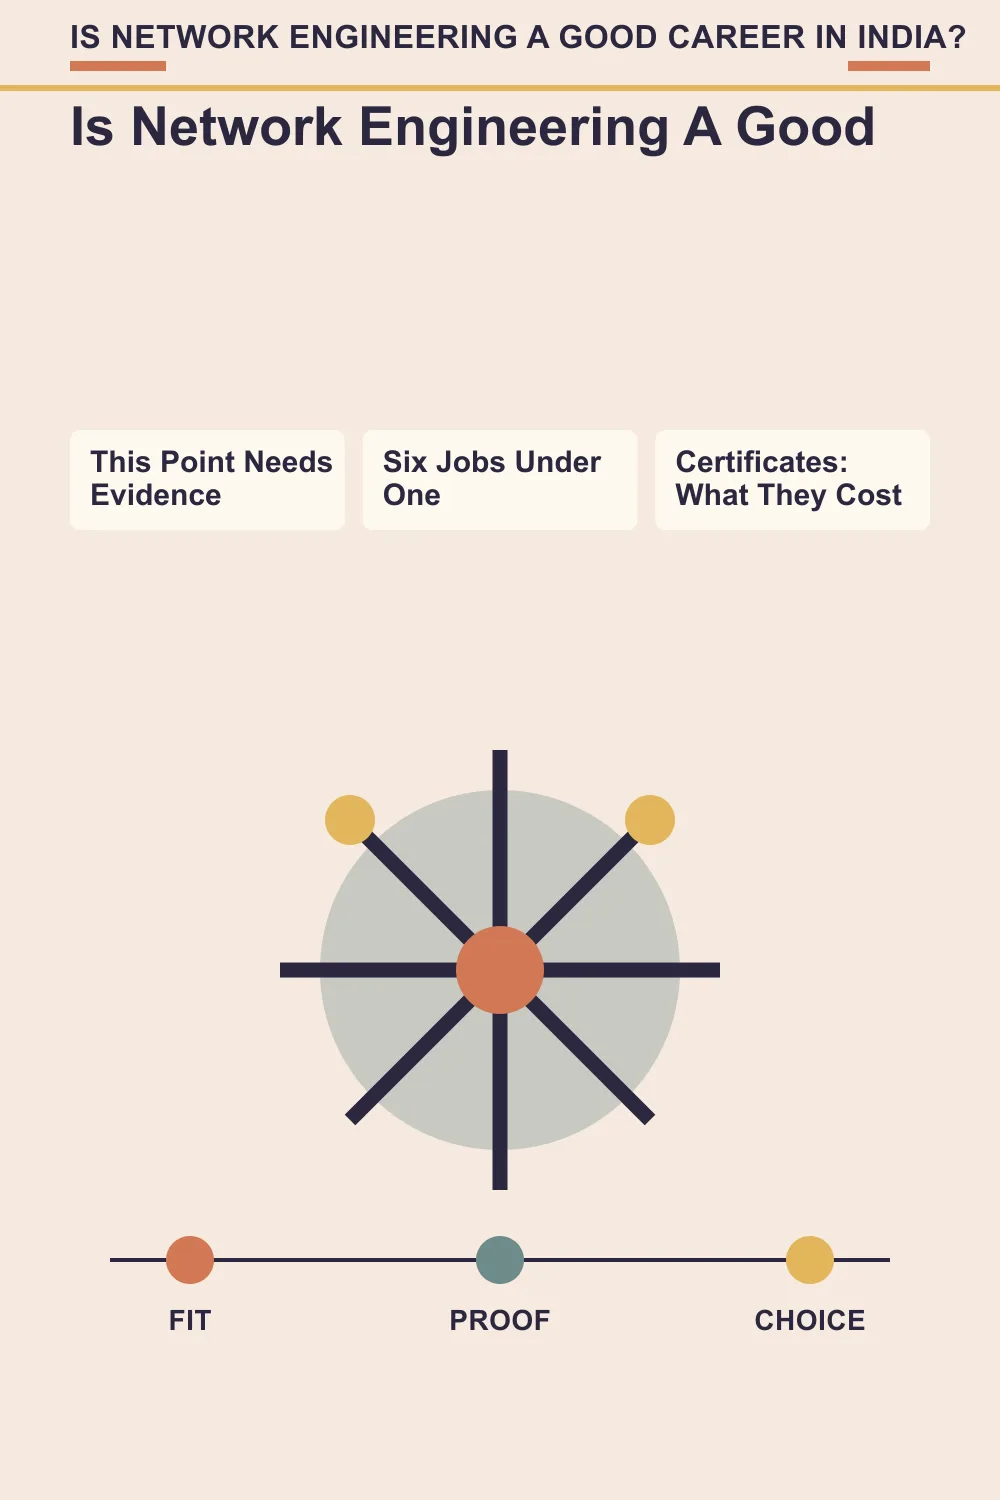 IS NETWORK ENGINEERING A GOOD CAREER IN INDIA?
Is Network Engineering A Good
This Point Needs
Evidence
Six Jobs Under
One
Certificates:
What They Cost
FIT
PROOF
CHOICE